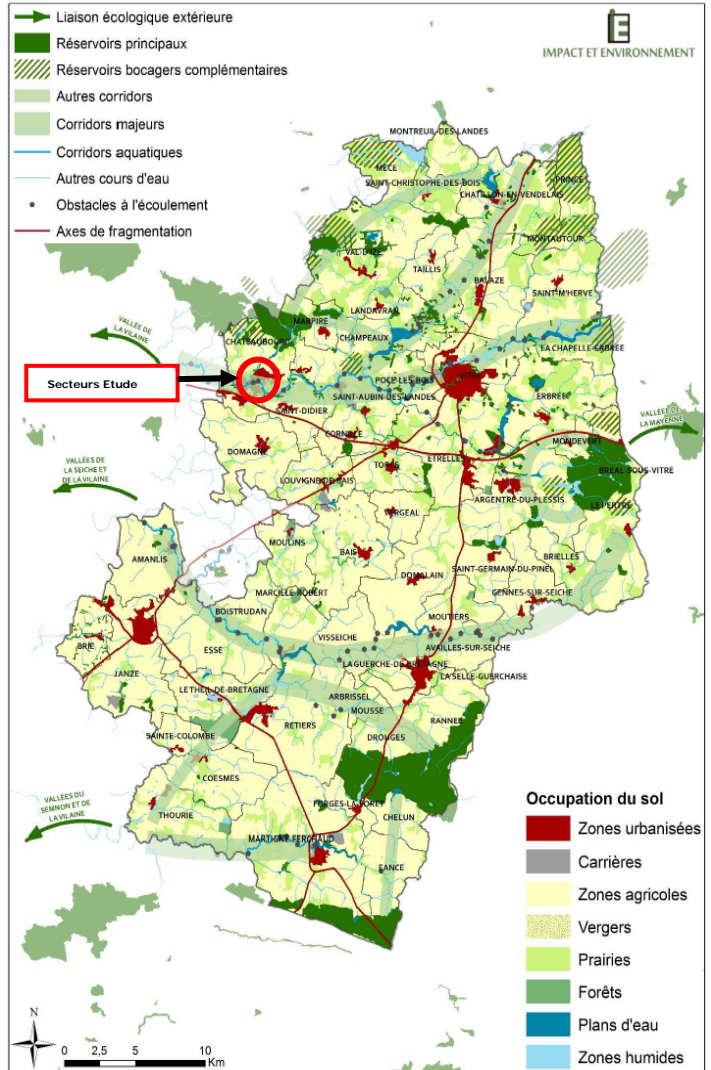 Liaison écologique extérieure
Réservoirs principaux
Réservoirs bocagers complémentaires
Autres corridors
Corridors majeurs
Corridors aquatiques
Autres cours d'eau
Obstacles à l'écoulement
Axes de fragmentation
IE
IMPACT ET ENVIRONNEMENT
MONTREUIL-DES-LANDES
MECE
SAINT-CHRISTOPHE-DES-BOIS
CHATILLON-EN-VENDELAIS
PRINCE
VAL-D'IZE
MONTAUTOUR
TAILLIS
BALAZE
SAINT-M'HERVE
LANDAVRAN
MARPIRE
CHAMPEAUX
CHATEAUBOURG
LA CHAPELLE-ERBREE
VALLÉE DE
LA VILAINE
Secteurs Etude
POCE-LES-BOIS
VITRE
SAINT-AUBIN-DES-LANDES
ERBREE
SAINT-DIDIER
VALLÉE DE
LA MAYENNE
CORNILLE
MONDEVERT
DOMAGNE
TORCE
ETRELLES
BREAL-SOUS-VITRE
VALLÉES DE
LA SEICHE ET
DE LA VILAINE
LOUVIGNE-DE-BAIS
ARGENTRE-DU-PLESSIS
LE PERTRE
VERGEAL
MOULINS
BAIS
AMANLIS
BRIELLES
SAINT-GERMAIN-DU-PINEL
DOMALAIN
MARCILLE-ROBERT
GENNES-SUR-SEICHE
BOISTRUDAN
MOUTIERS
VISSEICHE
BRIE
ESSE
AVAILLES-SUR-SEICHE
LA GUERCHE-DE-BRETAGNE
JANZE
LA SELLE-GUERCHAISE
LE THEIL-DE-BRETAGNE
ARBRISSEL
MOUSSE
RETIERS
RANNEE
SAINTE-COLOMBE
DROUGES
COESMES
VALLÉES DU
SEMNON ET DE
LA VILAINE
FORGES-LA-FORET
THOURIE
CHELUN
MARTIGNE-FERCHAUD
EANCE
Occupation du sol
Zones urbanisées
Carrières
Zones agricoles
Vergers
Prairies
Forêts
Plans d'eau
Zones humides
N
0 2,5 5 10
Km